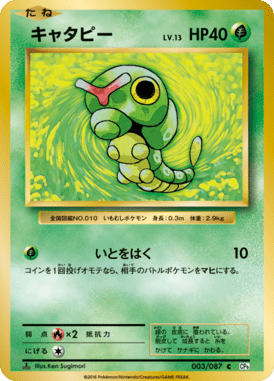 たね
キャタピー
LV.13 HP40
全国図鑑NO.010 いもむしポケモン 身長：0.3m 体重：2.9kg
いとをはく 10
コインを1回投げオモテなら、相手のバトルポケモンをマヒにする。
弱点 ×2 抵抗力
にげる
緑の皮膚に覆われている。
脱皮して成長すると糸を
かけて サナギに かわる。
Illus.Ken Sugimori
003/087 C CP6
©2016 Pokémon/Nintendo/Creatures/GAME FREAK.